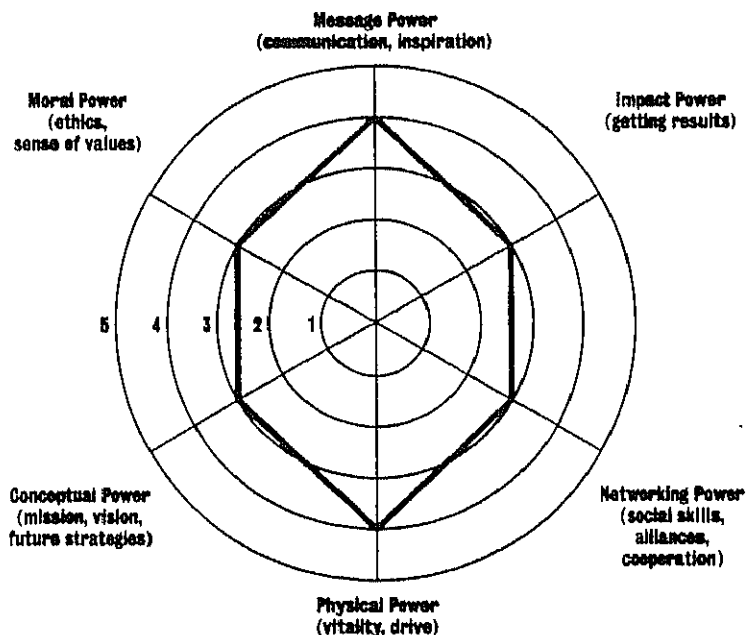 Message Power
(communication, inspiration)
Moral Power
(ethics,
sense of values)
Impact Power
(getting results)
5 4 3 2 1
Conceptual Power
(mission, vision,
future strategies)
Networking Power
(social skills,
alliances,
cooperation)
Physical Power
(vitality, drive)